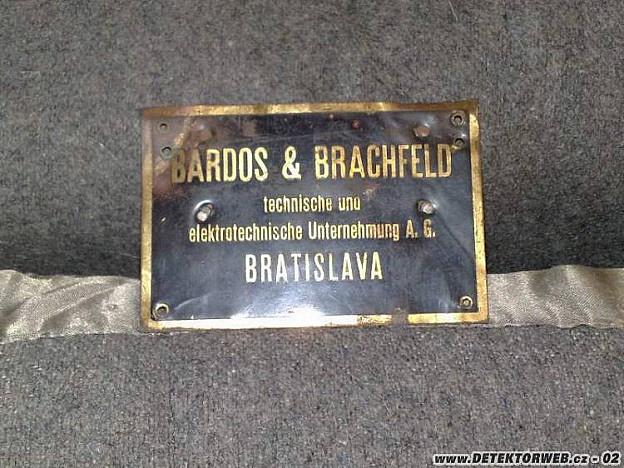 BARDOS & BRACHFELD
technische und
elektrotechnische Unternehmung A. G.
BRATISLAVA
www.DETEKTORWEB.cz - 02